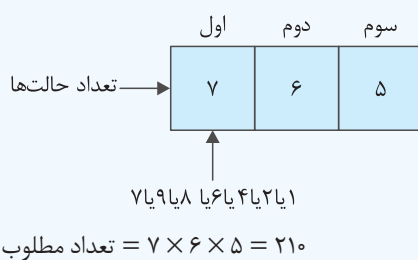 اول دوم سوم
تعداد حالت‌ها ۷ ۶ ۵
۱یا۲یا۴یا۶یا ۸یا۹یا۷
تعداد مطلوب = ۷ × ۶ × ۵ = ۲۱۰